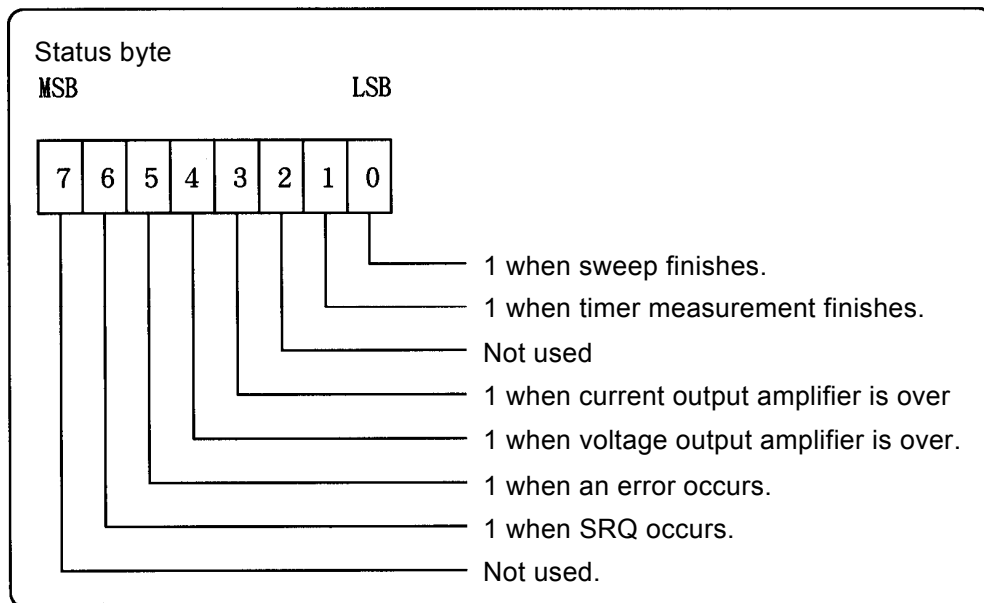 Status byte
MSB LSB
7 6 5 4 3 2 1 0
1 when sweep finishes.
1 when timer measurement finishes.
Not used
1 when current output amplifier is over
1 when voltage output amplifier is over.
1 when an error occurs.
1 when SRQ occurs.
Not used.